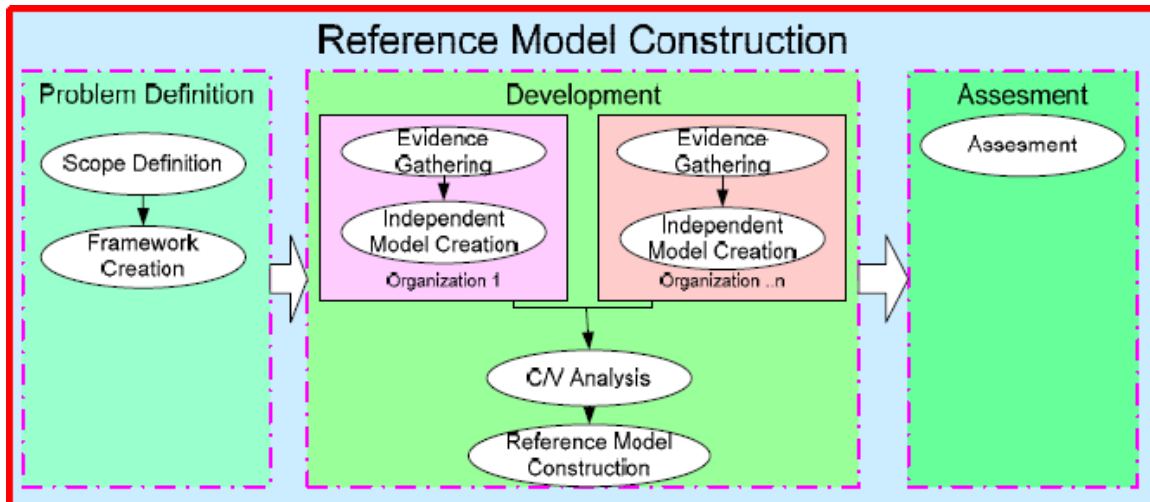 Reference Model Construction
Problem Definition
Scope Definition
Framework
Creation
Development
Evidence
Gathering
Independent
Model Creation
Organization 1
Evidence
Gathering
Independent
Model Creation
Organization ..n
C/V Analysis
Reference Model
Construction
Assesment
Assesment